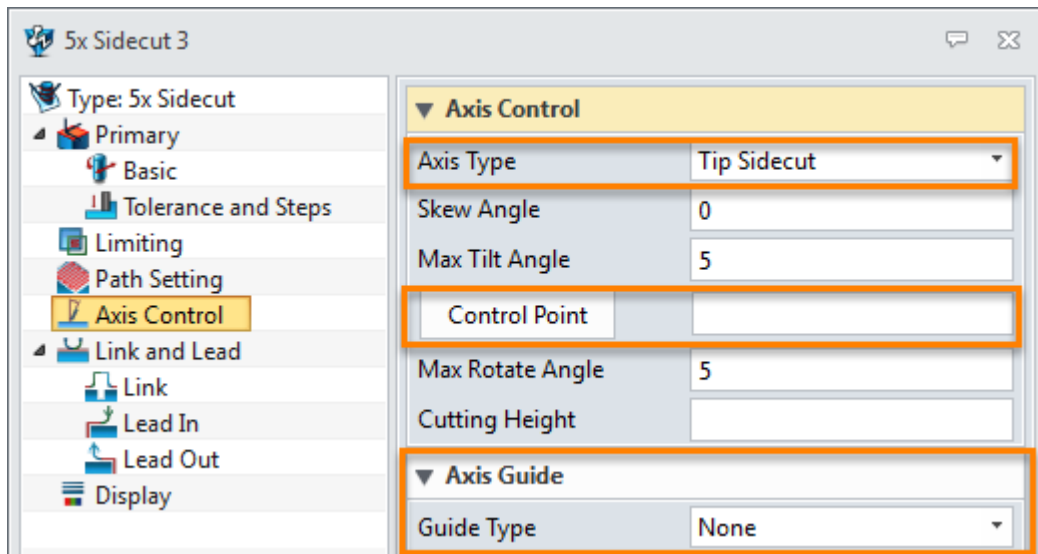 5x Sidecut 3
Type: 5x Sidecut
Primary
Basic
Tolerance and Steps
Limiting
Path Setting
Axis Control
Link and Lead
Link
Lead In
Lead Out
Display
Axis Control
Axis Type Tip Sidecut
Skew Angle 0
Max Tilt Angle 5
Control Point
Max Rotate Angle 5
Cutting Height
Axis Guide
Guide Type None